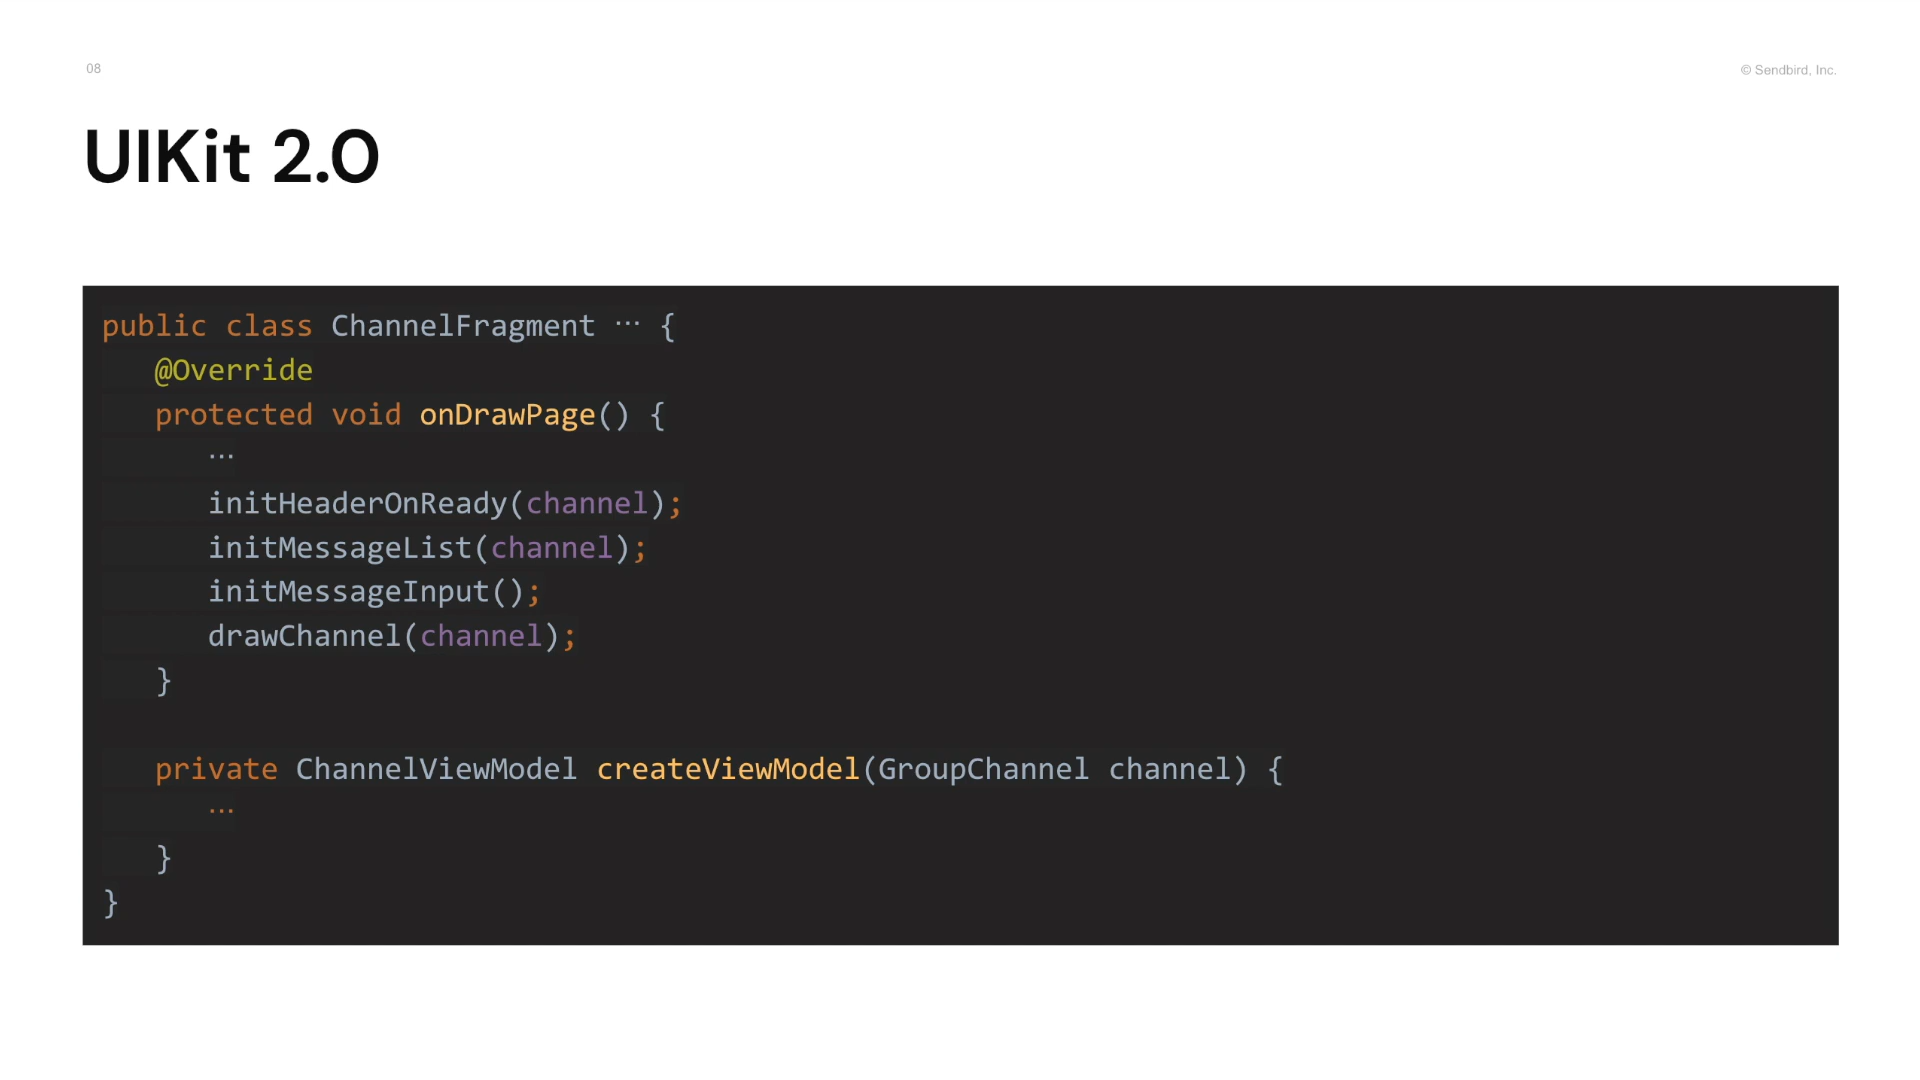 08
© Sendbird, Inc.
UIKit 2.0
public class ChannelFragment ⋯ {
@Override
protected void onDrawPage() {
⋯
initHeaderOnReady(channel);
initMessageList(channel);
initMessageInput();
drawChannel(channel);
}
private ChannelViewModel createViewModel(GroupChannel channel) {
⋯
}
}